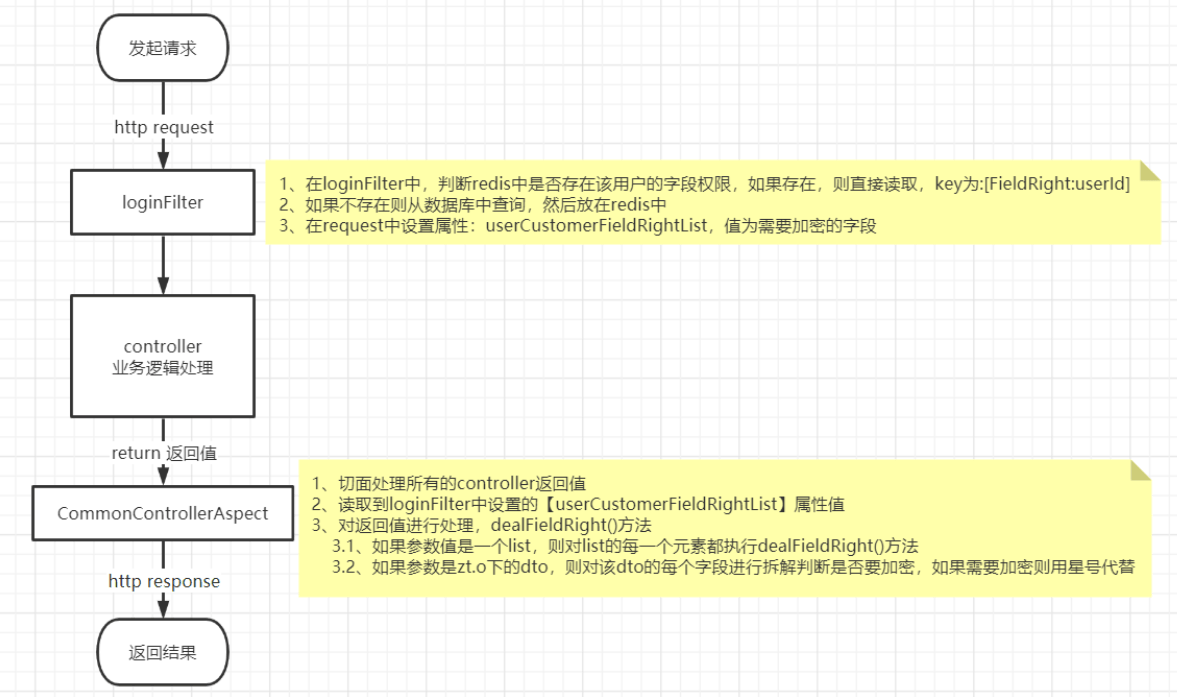 发起请求
http request
loginFilter
1、在loginFilter中，判断redis中是否存在该用户的字段权限，如果存在，则直接读取，key为:[FieldRight:userId]
2、如果不存在则从数据库中查询，然后放在redis中
3、在request中设置属性：userCustomerFieldRightList，值为需要加密的字段
controller
业务逻辑处理
return 返回值
CommonControllerAspect
1、切面处理所有的controller返回值
2、读取到loginFilter中设置的【userCustomerFieldRightList】属性值
3、对返回值进行处理，dealFieldRight()方法
3.1、如果参数值是一个list，则对list的每一个元素都执行dealFieldRight()方法
3.2、如果参数是zt.o下的dto，则对该dto的每个字段进行拆解判断是否要加密，如果需要加密则用星号代替
http response
返回结果